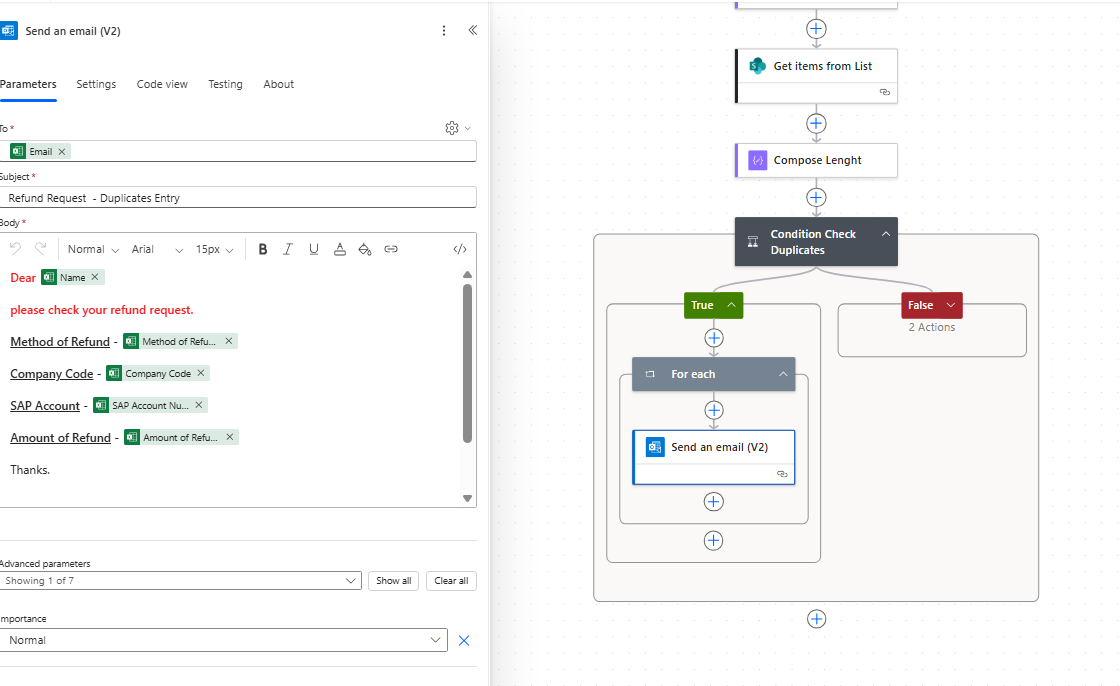 Send an email (V2)
Parameters Settings Code view Testing About
To *
Email
Subject *
Refund Request - Duplicates Entry
Body *
Normal Arial 15px B I U A </>
Dear Name
please check your refund request.
Method of Refund - Method of Refu...
Company Code - Company Code
SAP Account - SAP Account Nu...
Amount of Refund - Amount of Refu...
Thanks.
Advanced parameters
Showing 1 of 7 Show all Clear all
mportance
Normal
Get items from List
Compose Lenght
Condition Check
Duplicates
True
False
2 Actions
For each
Send an email (V2)